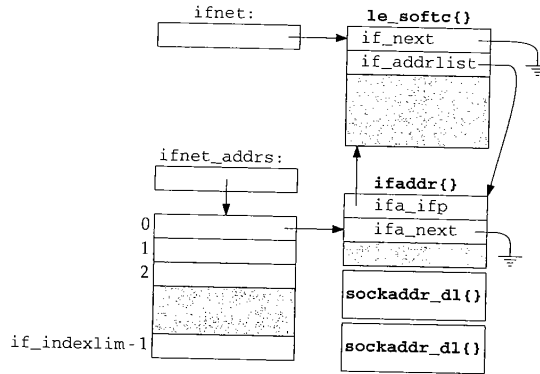 ifnet:
le_softc{}
if_next
if_addrlist
ifnet_addrs:
ifaddr{}
ifa_ifp
0
ifa_next
1
2
sockaddr_dl{}
if_indexlim-1
sockaddr_dl{}